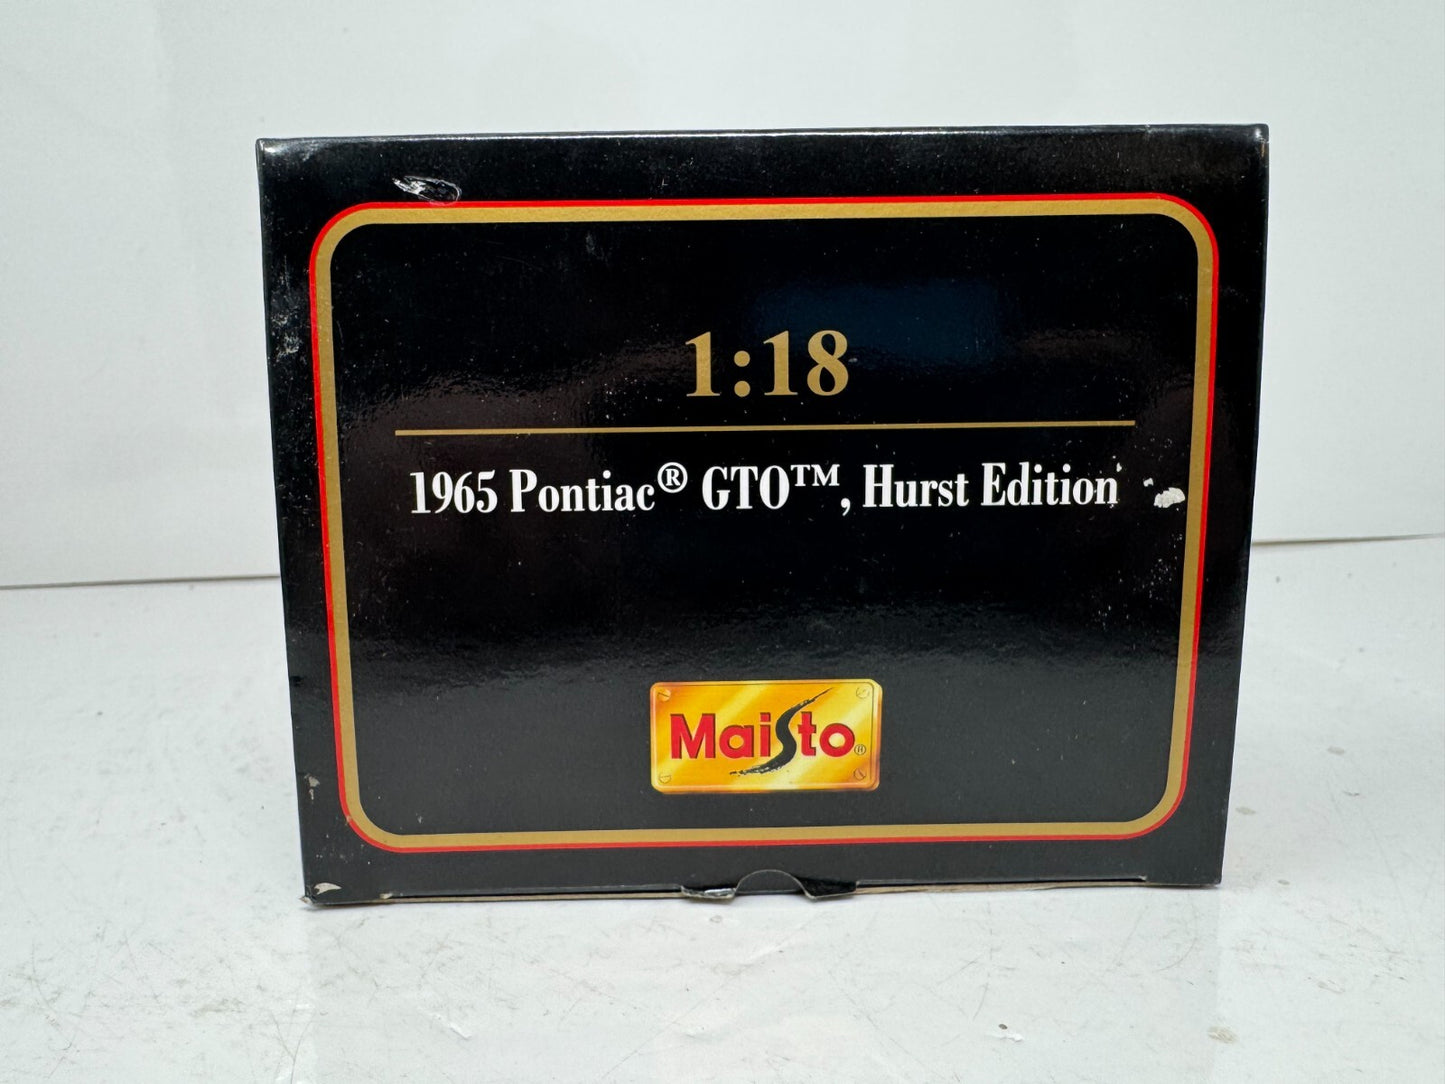 1:18
1965 Pontiac® GTO™, Hurst Edition
Maisto®